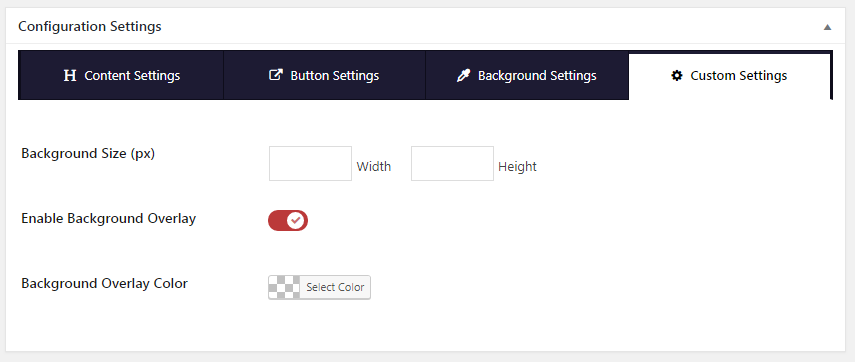 Configuration Settings
Content Settings
Button Settings
Background Settings
Custom Settings
Background Size (px)
Width
Height
Enable Background Overlay
Background Overlay Color
Select Color